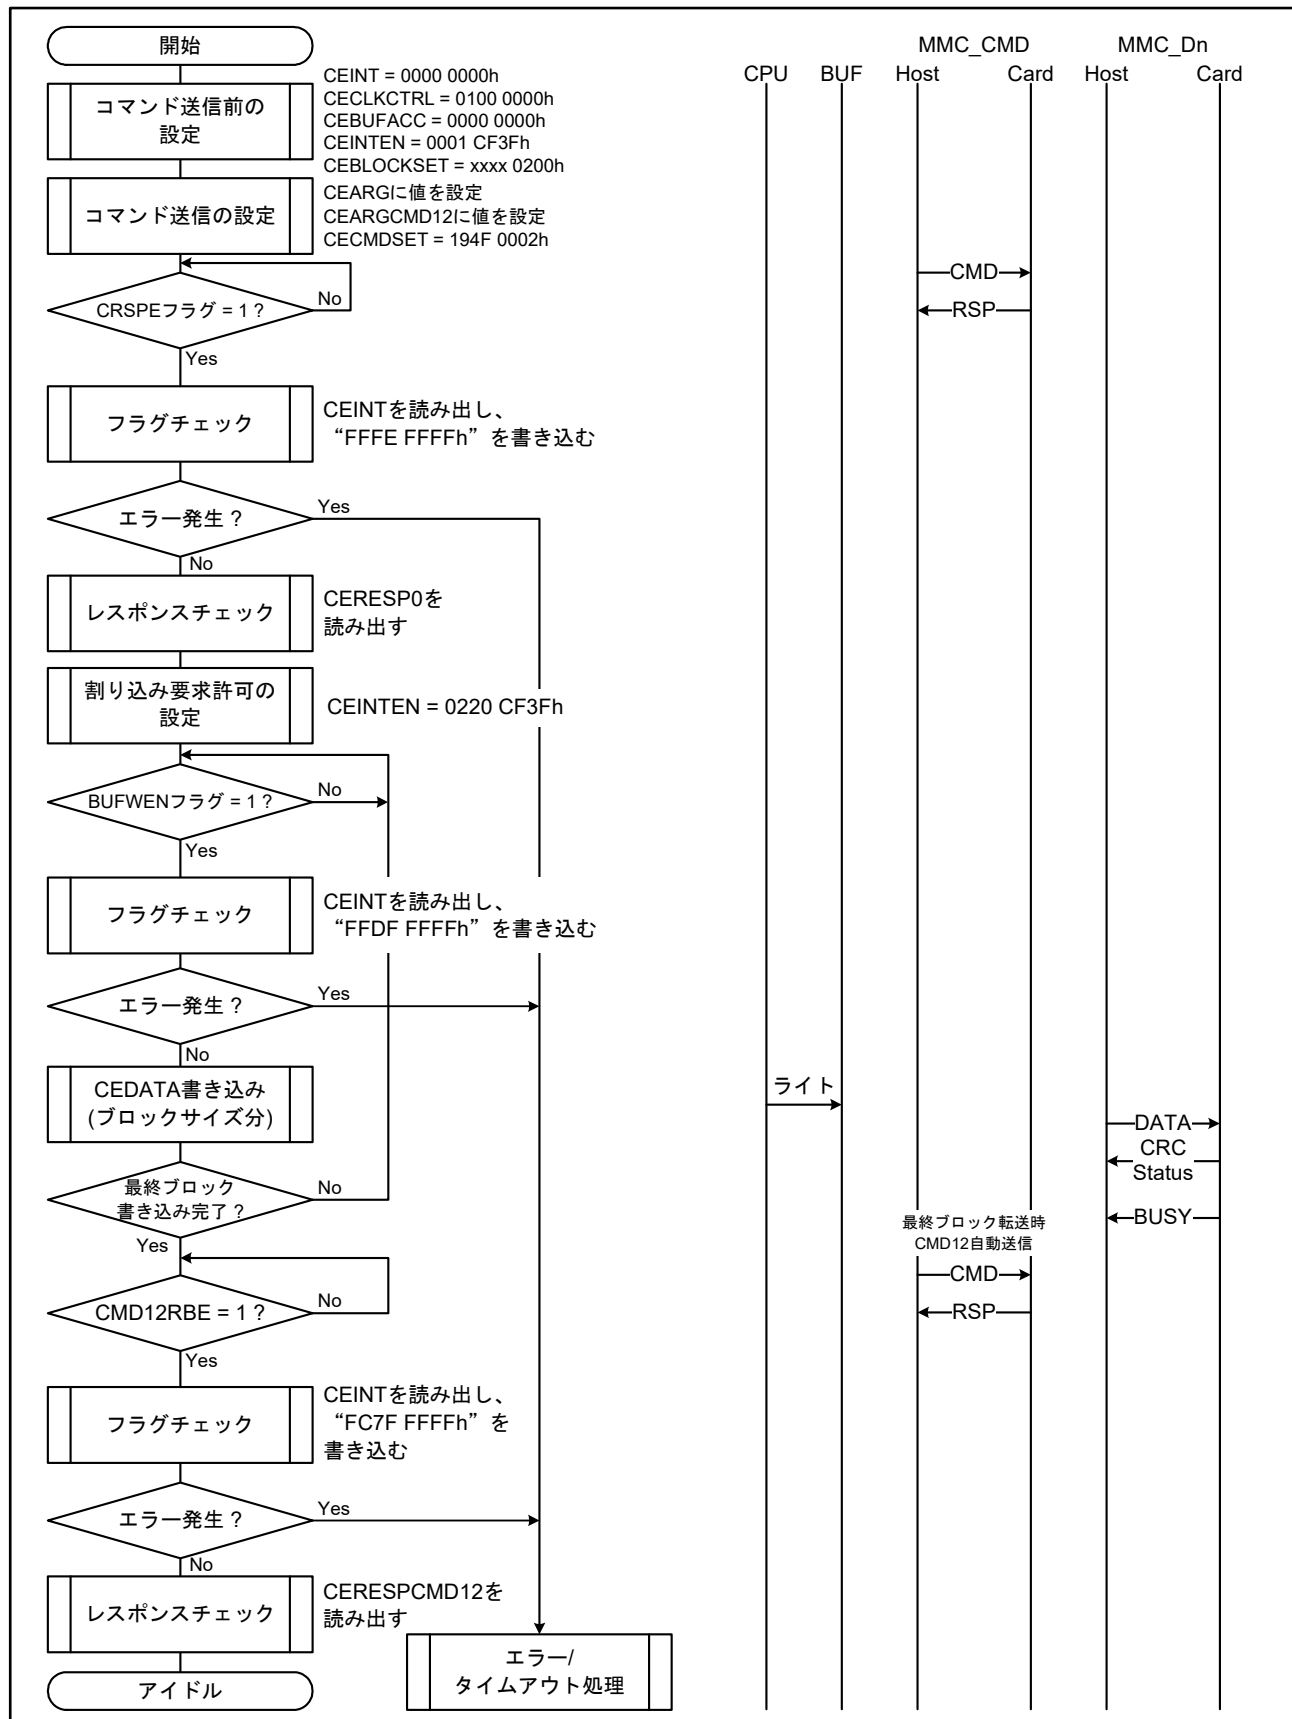 開始
CEINT = 0000 0000h
CECLKCTRL = 0100 0000h
CEBUFACC = 0000 0000h
CEINTEN = 0001 CF3Fh
CEBLOCKSET = xxxx 0200h
コマンド送信前の
設定
コマンド送信の設定
CEARGに値を設定
CEARGCMD12に値を設定
CECMDSET = 194F 0002h
CRSPEフラグ = 1 ?
No
Yes
フラグチェック
CEINTを読み出し、
“FFFE FFFFh” を書き込む
エラー発生 ?
Yes
No
レスポンスチェック
CERESP0を
読み出す
割り込み要求許可の
設定
CEINTEN = 0220 CF3Fh
BUFWENフラグ = 1 ?
No
Yes
フラグチェック
CEINTを読み出し、
“FFDF FFFFh” を書き込む
エラー発生 ?
Yes
No
CEDATA書き込み
(ブロックサイズ分)
最終ブロック
書き込み完了 ?
No
Yes
CMD12RBE = 1 ?
No
Yes
フラグチェック
CEINTを読み出し、
“FC7F FFFFh” を
書き込む
エラー発生 ?
Yes
No
レスポンスチェック
CERESPCMD12を
読み出す
エラー/
タイムアウト処理
アイドル
MMC_CMD
MMC_Dn
CPU
BUF
Host
Card
Host
Card
CMD
RSP
ライト
DATA
CRC
Status
BUSY
最終ブロック転送時
CMD12自動送信
CMD
RSP